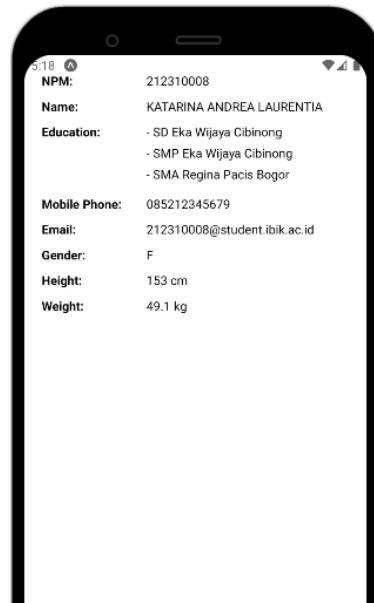 5:18
NPM: 212310008
Name: KATARINA ANDREA LAURENTIA
Education: - SD Eka Wijaya Cibinong
- SMP Eka Wijaya Cibinong
- SMA Regina Pacis Bogor
Mobile Phone: 085212345679
Email: 212310008@student.ibik.ac.id
Gender: F
Height: 153 cm
Weight: 49.1 kg